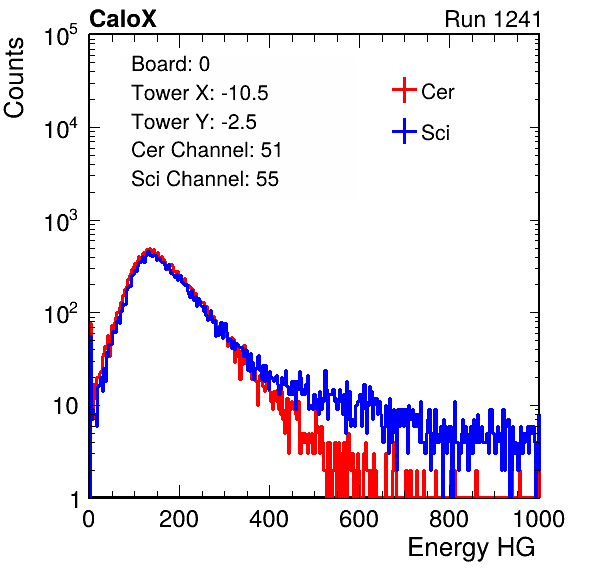 CaloX Run 1241
Counts
Board: 0
Tower X: -10.5
Tower Y: -2.5
Cer Channel: 51
Sci Channel: 55
Cer
Sci
10^5
10^4
10^3
10^2
10
1
0 200 400 600 800 1000
Energy HG